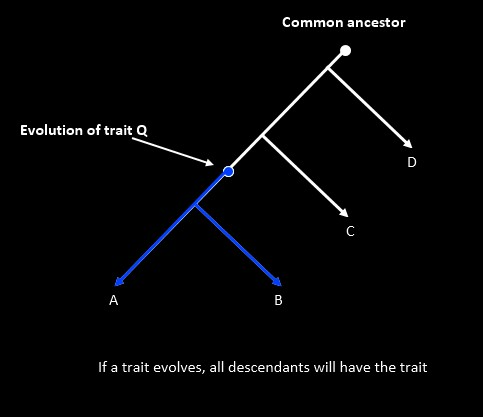 Common ancestor
Evolution of trait Q
D
C
A
B
If a trait evolves, all descendants will have the trait